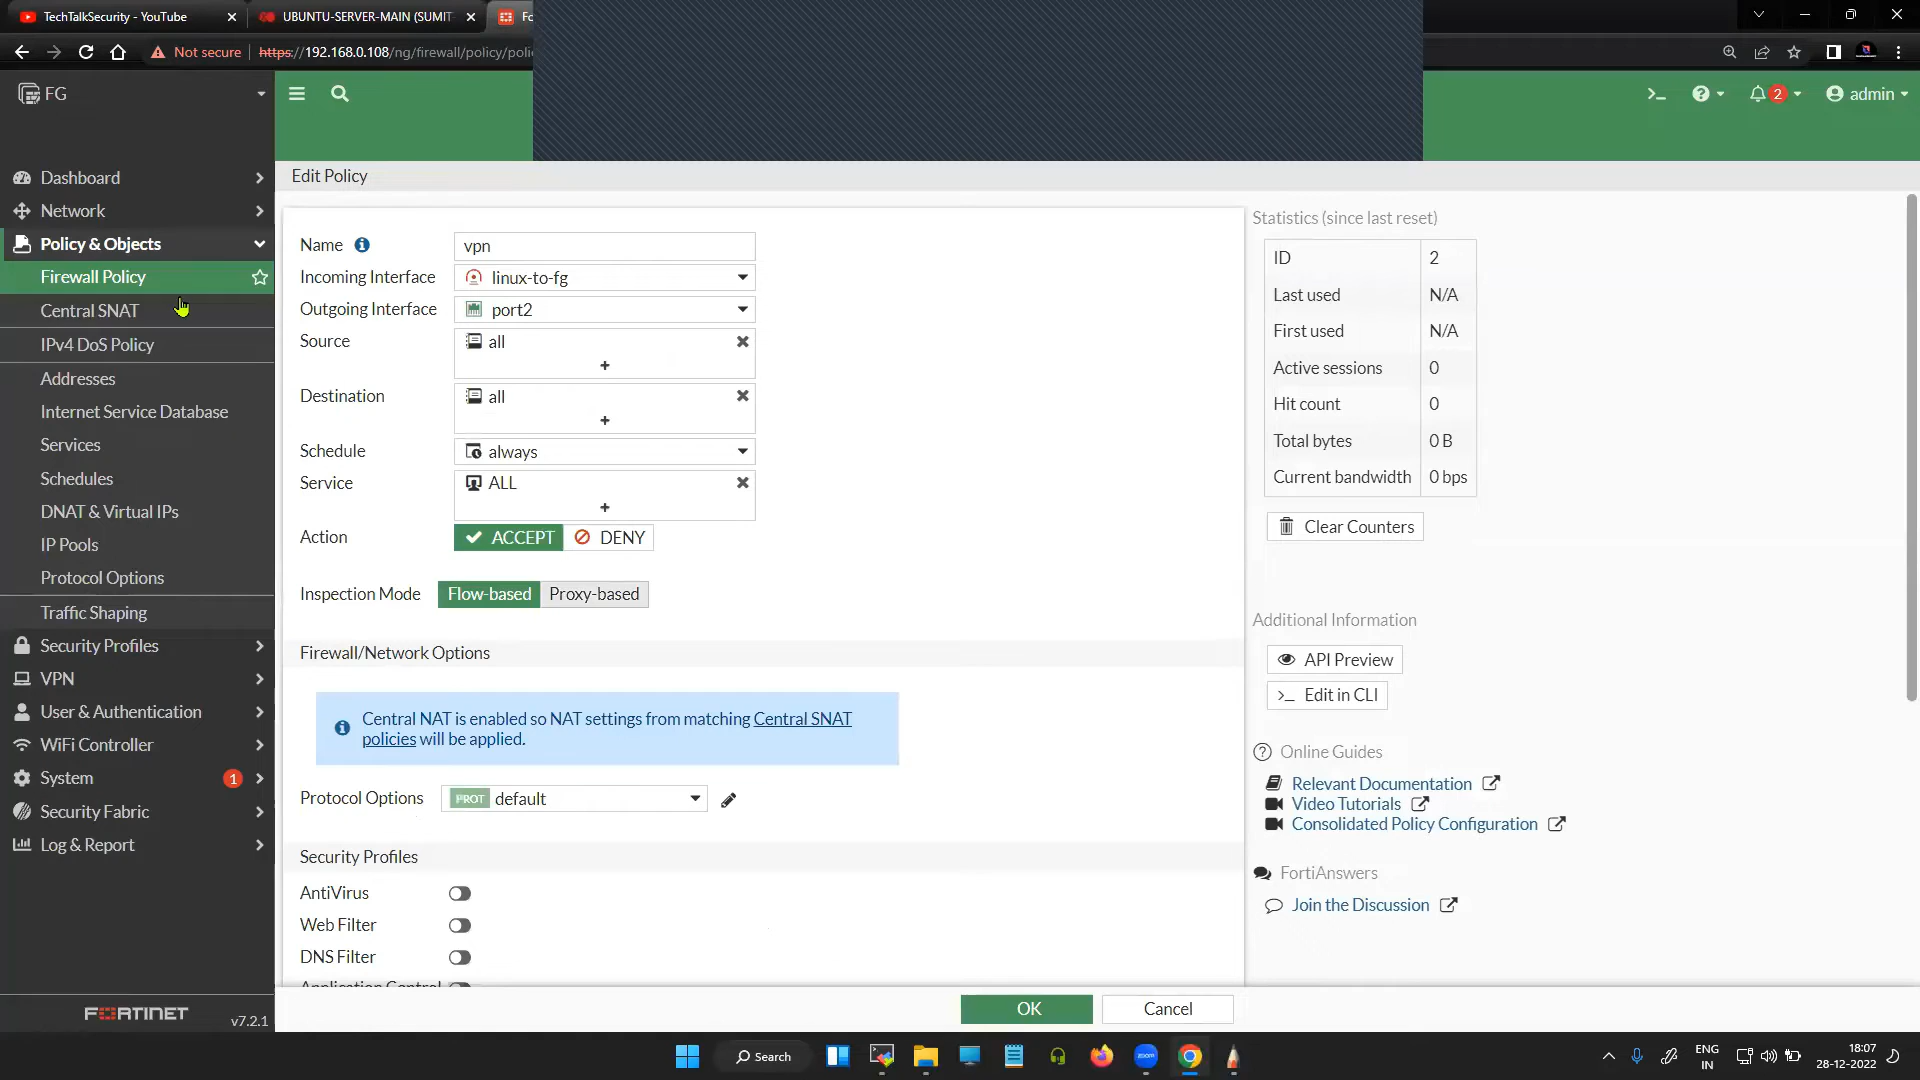 TechTalkSecurity - YouTube
UBUNTU-SERVER-MAIN (SUMIT
Fo
Not secure
https://192.168.0.108/ng/firewall/policy/poli
FG
2
admin
Dashboard
Network
Policy & Objects
Firewall Policy
Central SNAT
IPv4 DoS Policy
Addresses
Internet Service Database
Services
Schedules
DNAT & Virtual IPs
IP Pools
Protocol Options
Traffic Shaping
Security Profiles
VPN
User & Authentication
WiFi Controller
System
1
Security Fabric
Log & Report
FORTINET
v7.2.1
Edit Policy
Name
vpn
Incoming Interface
linux-to-fg
Outgoing Interface
port2
Source
all
Destination
all
Schedule
always
Service
ALL
Action
ACCEPT
DENY
Inspection Mode
Flow-based
Proxy-based
Firewall/Network Options
Central NAT is enabled so NAT settings from matching Central SNAT
policies will be applied.
Protocol Options
PROT
default
Security Profiles
AntiVirus
Web Filter
DNS Filter
Application Control
OK
Cancel
Statistics (since last reset)
ID
2
Last used
N/A
First used
N/A
Active sessions
0
Hit count
0
Total bytes
0 B
Current bandwidth
0 bps
Clear Counters
Additional Information
API Preview
>_ Edit in CLI
Online Guides
Relevant Documentation
Video Tutorials
Consolidated Policy Configuration
FortiAnswers
Join the Discussion
Search
zoom
ENG
IN
18:07
28-12-2022